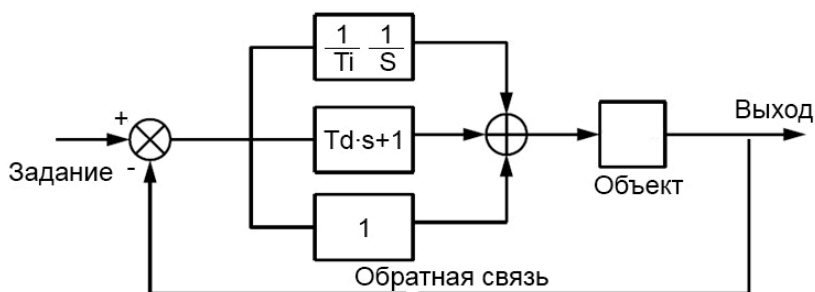 1
Ti
1
S
+
Выход
Td·s+1
-
Задание
Объект
1
Обратная связь